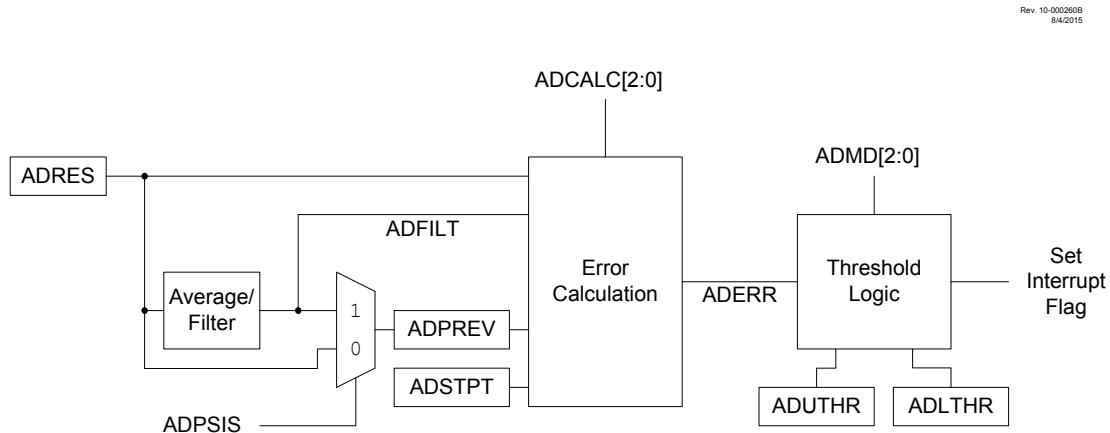 Rev. 10-000260B
8/4/2015
ADCALC[2:0]
ADMD[2:0]
ADRES
ADFILT
Average/
Filter
1
0
ADPREV
ADSTPT
ADPSIS
Error
Calculation
ADERR
Threshold
Logic
Set
Interrupt
Flag
ADUTHR
ADLTHR